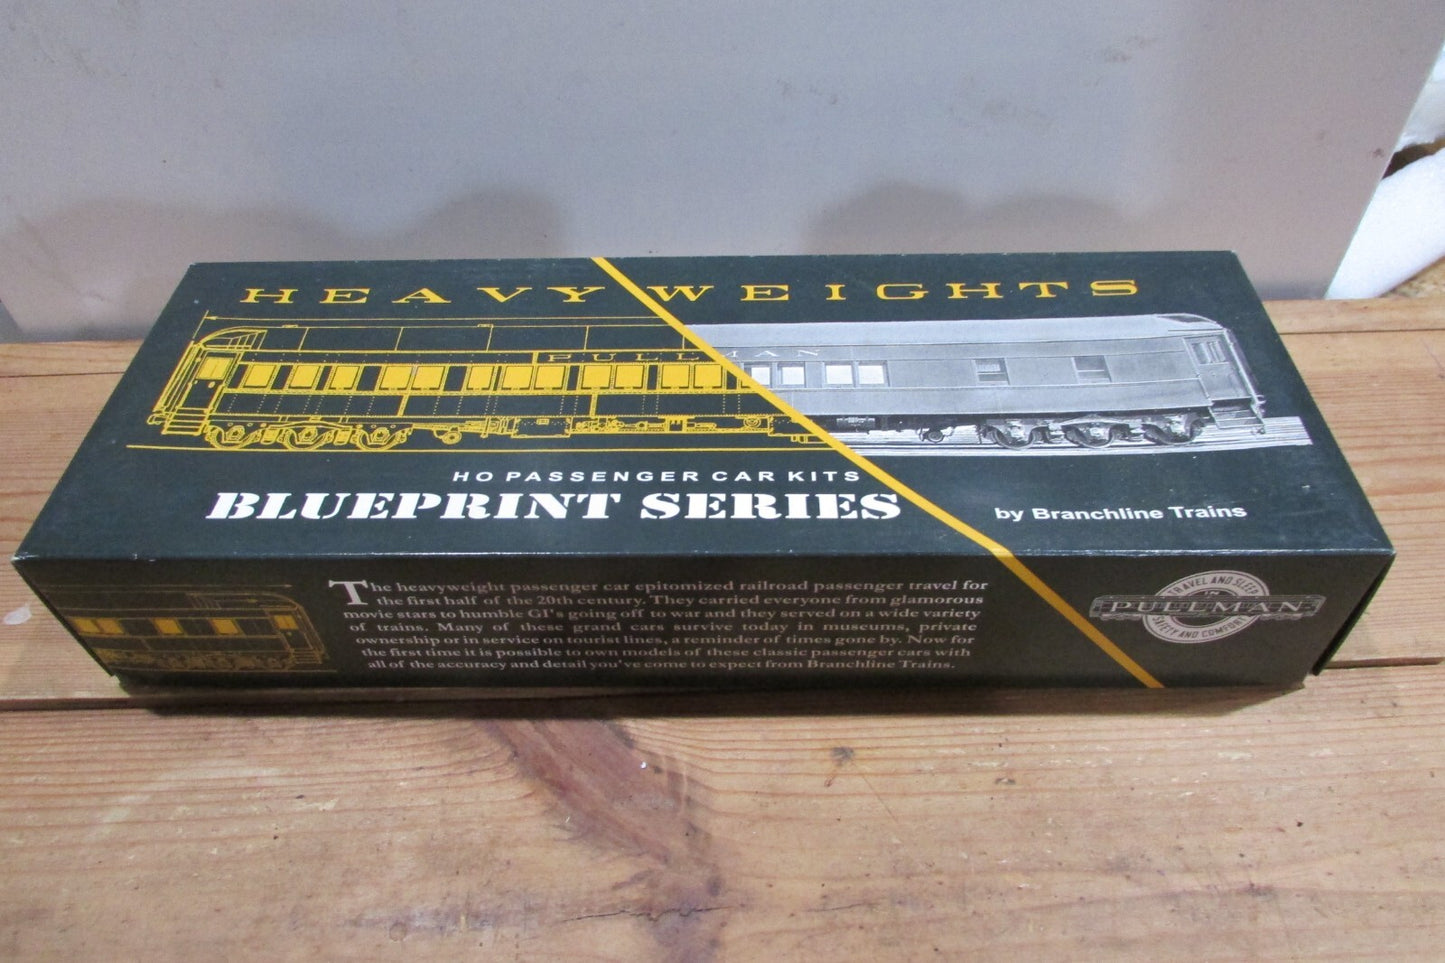 HEAVYWEIGHTS
PULLMAN
HO PASSENGER CAR KITS
BLUEPRINT SERIES
by Branchline Trains
The heavyweight passenger car epitomized railroad passenger travel for
the first half of the 20th century. They carried everyone from glamorous
movie stars to humble GI's going off to war and they served on a wide variety
of trains. Many of these grand cars survive today in museums, private
ownership or in service on tourist lines, a reminder of times gone by. Now for
the first time it is possible to own models of these classic passenger cars with
all of the accuracy and detail you've come to expect from Branchline Trains.
TRAVEL AND SLEEP
IN
PULLMAN
SAFETY AND COMFORT